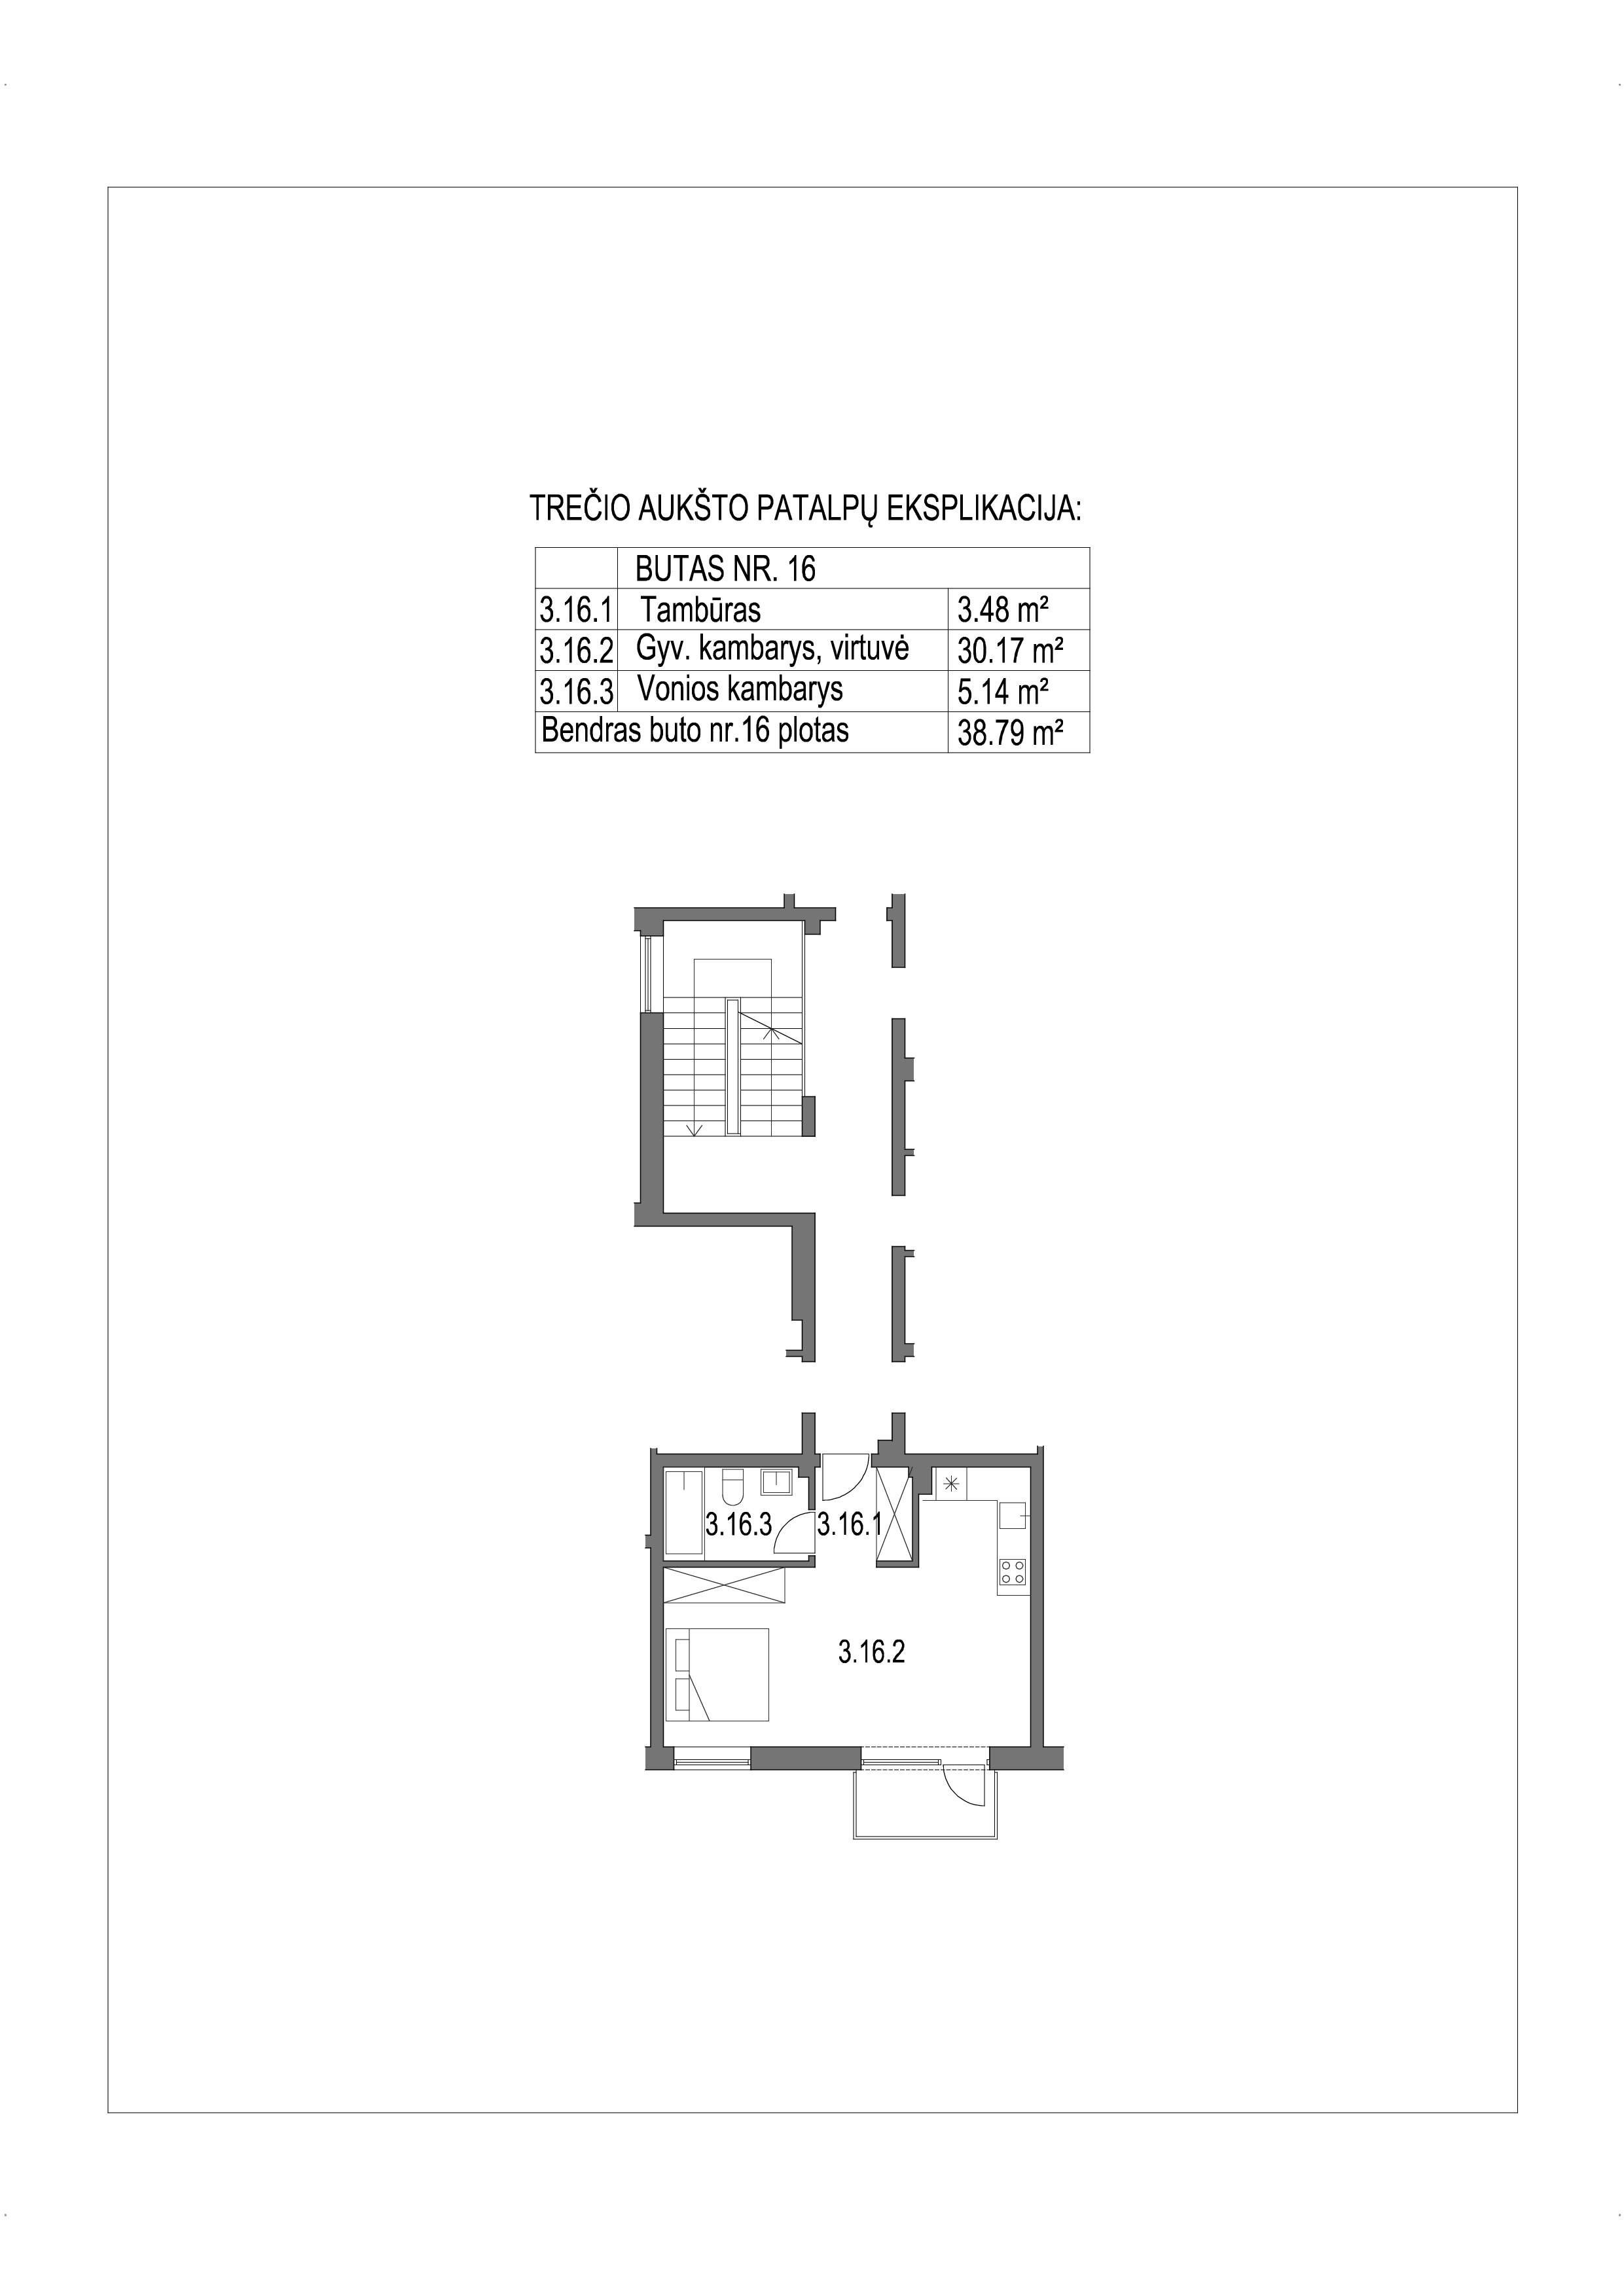 TREČIO AUKŠTO PATALPŲ EKSPLIKACIJA:
BUTAS NR. 16
3.16.1 Tambūras 3.48 m²
3.16.2 Gyv. kambarys, virtuvė 30.17 m²
3.16.3 Vonios kambarys 5.14 m²
Bendras buto nr.16 plotas 38.79 m²
3.16.3 3.16.1
3.16.2